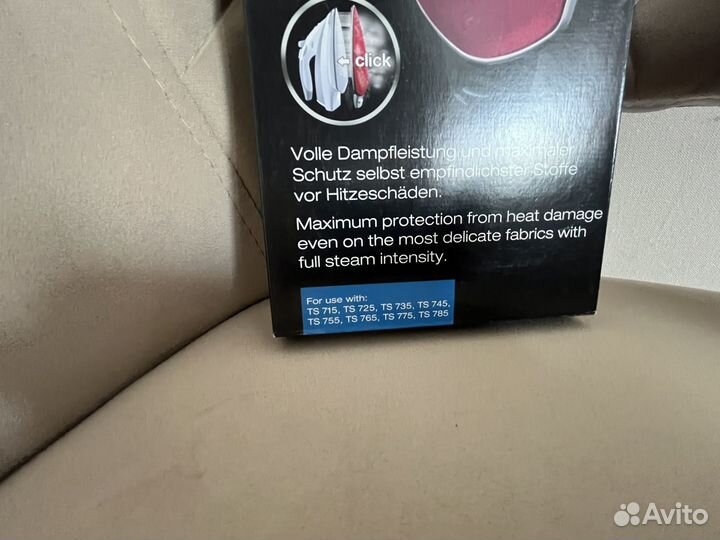 click
Volle Dampfleistung und maximaler
Schutz selbst empfindlichster Stoffe
vor Hitzeschäden.
Maximum protection from heat damage
even on the most delicate fabrics with
full steam intensity.
For use with:
TS 715, TS 725, TS 735, TS 745,
TS 755, TS 765, TS 775, TS 785
Avito